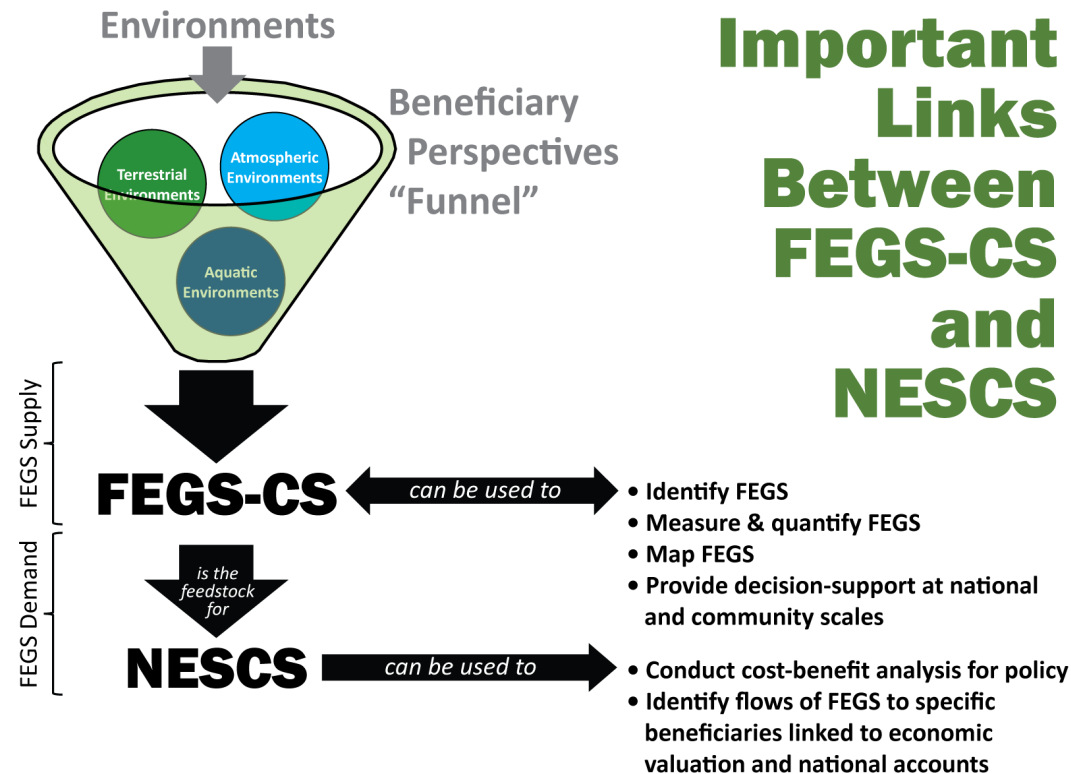 Environments
Beneficiary
Perspectives
“Funnel”
Terrestrial
Environments
Atmospheric
Environments
Aquatic
Environments
Important
Links
Between
FEGS-CS
and
NESCS
FEGS Supply
FEGS-CS
can be used to
• Identify FEGS
• Measure & quantify FEGS
• Map FEGS
• Provide decision-support at national
and community scales
FEGS Demand
is the
feedstock
for
NESCS
can be used to
• Conduct cost-benefit analysis for policy
• Identify flows of FEGS to specific
beneficiaries linked to economic
valuation and national accounts